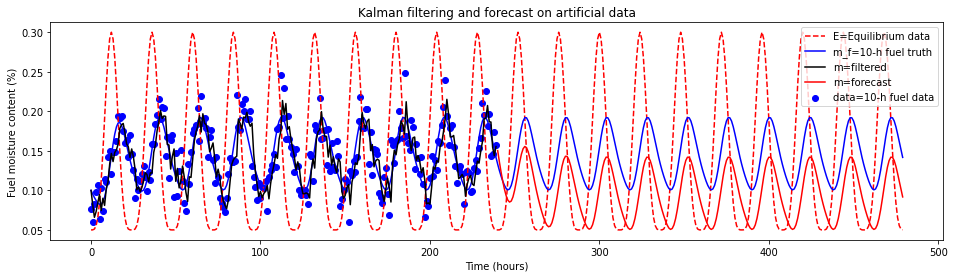 Kalman filtering and forecast on artificial data
Fuel moisture content (%)
0.30
0.25
0.20
0.15
0.10
0.05
E=Equilibrium data
m_f=10-h fuel truth
m=filtered
m=forecast
data=10-h fuel data
0 100 200 300 400 500
Time (hours)